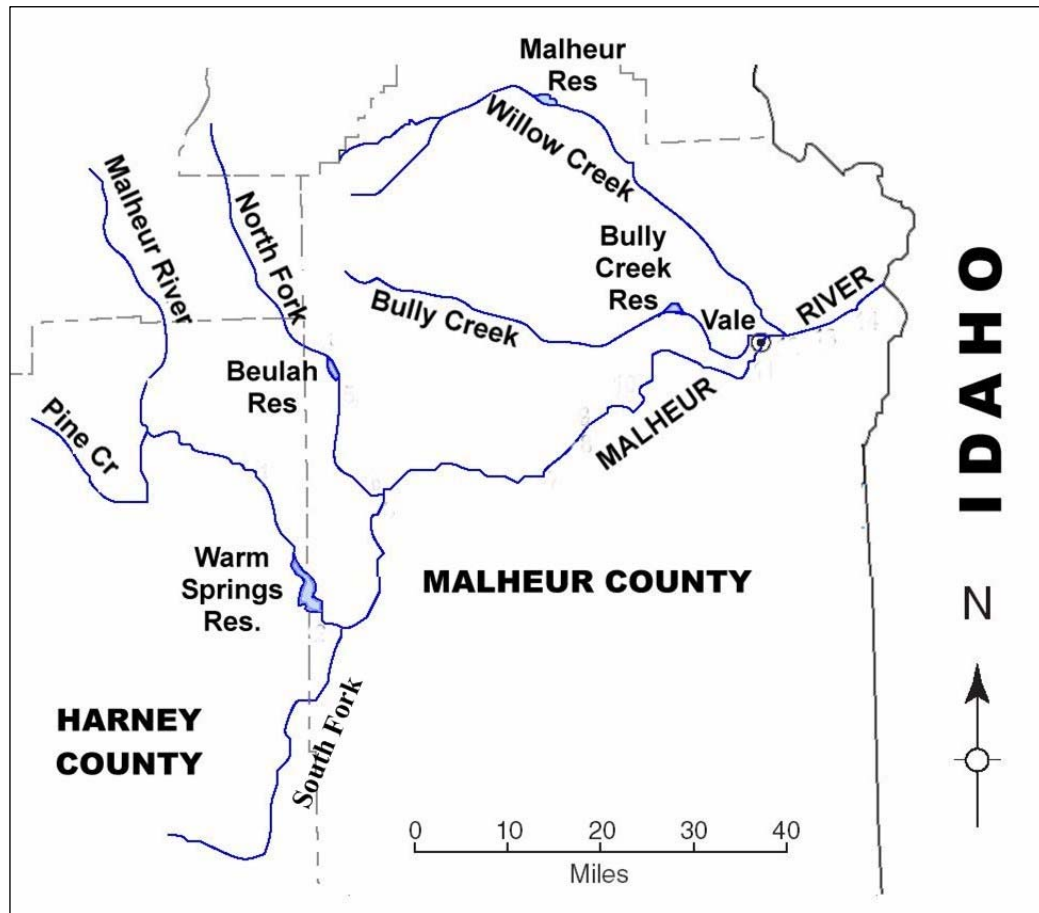 Malheur
Res
Willow Creek
Malheur River
North Fork
Bully
Creek
Res
Bully Creek
Vale
RIVER
MALHEUR
Beulah
Res
Pine Cr
IDAHO
Warm
Springs
Res.
MALHEUR COUNTY
N
HARNEY
COUNTY
South Fork
0 10 20 30 40
Miles